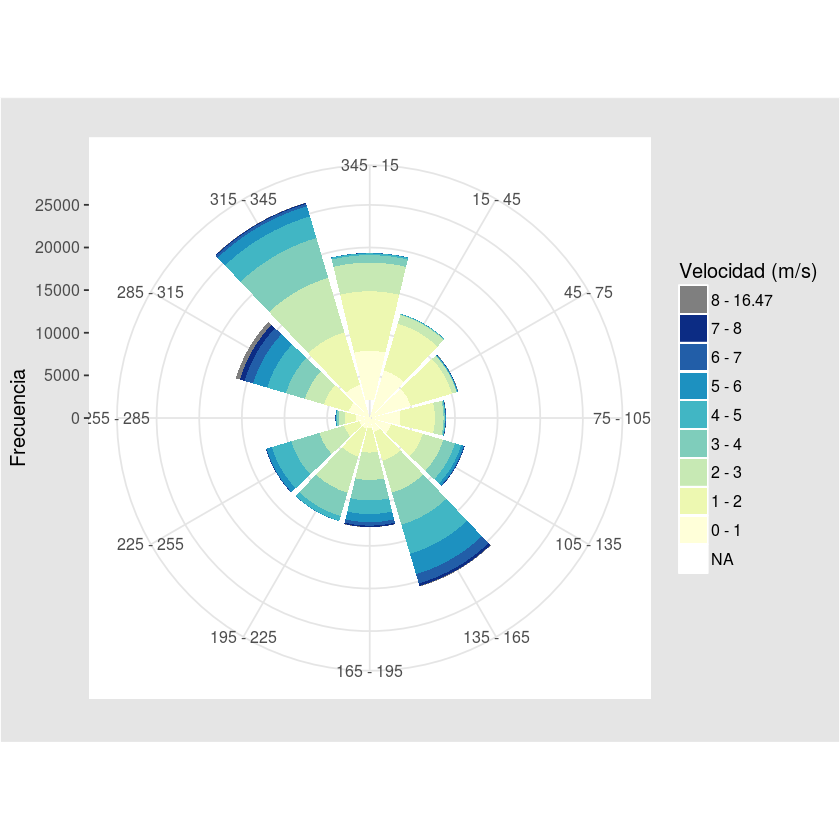 345 - 15
315 - 345
15 - 45
285 - 315
45 - 75
55 - 285
75 - 105
225 - 255
105 - 135
195 - 225
135 - 165
165 - 195
25000
20000
15000
10000
5000
0
Frecuencia
Velocidad (m/s)
8 - 16.47
7 - 8
6 - 7
5 - 6
4 - 5
3 - 4
2 - 3
1 - 2
0 - 1
NA